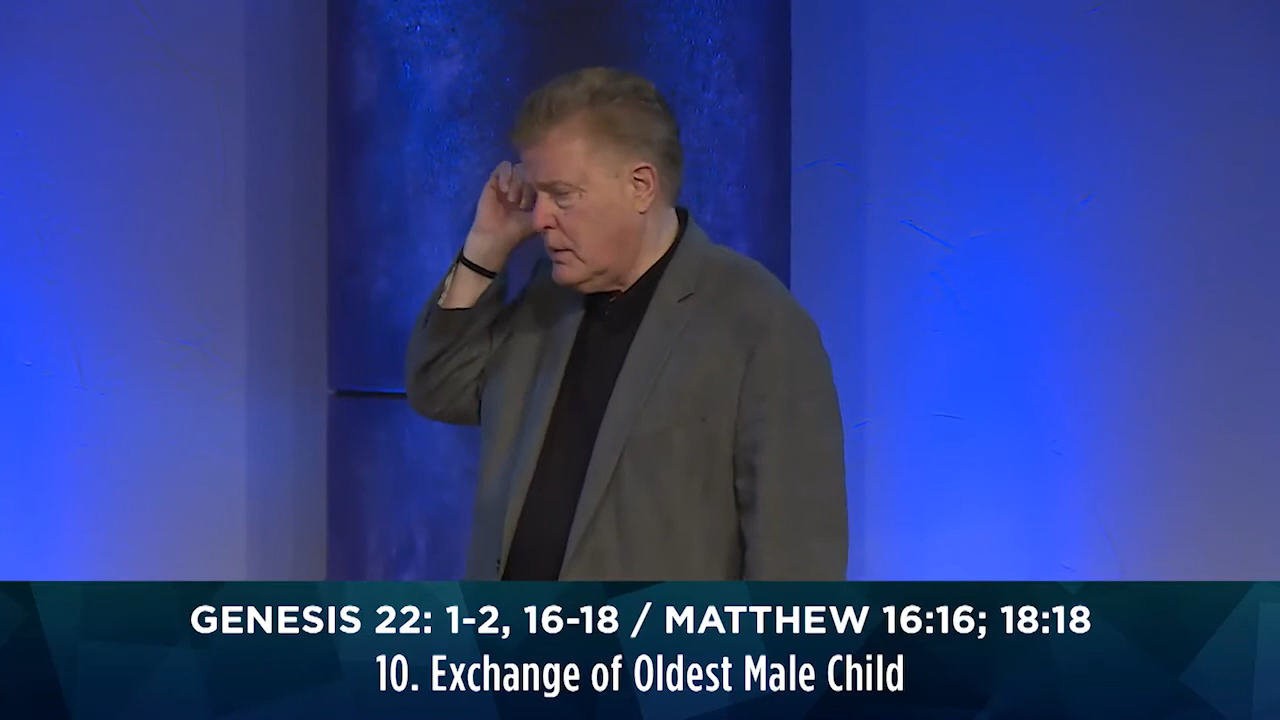 GENESIS 22: 1-2, 16-18 / MATTHEW 16:16; 18:18
10. Exchange of Oldest Male Child